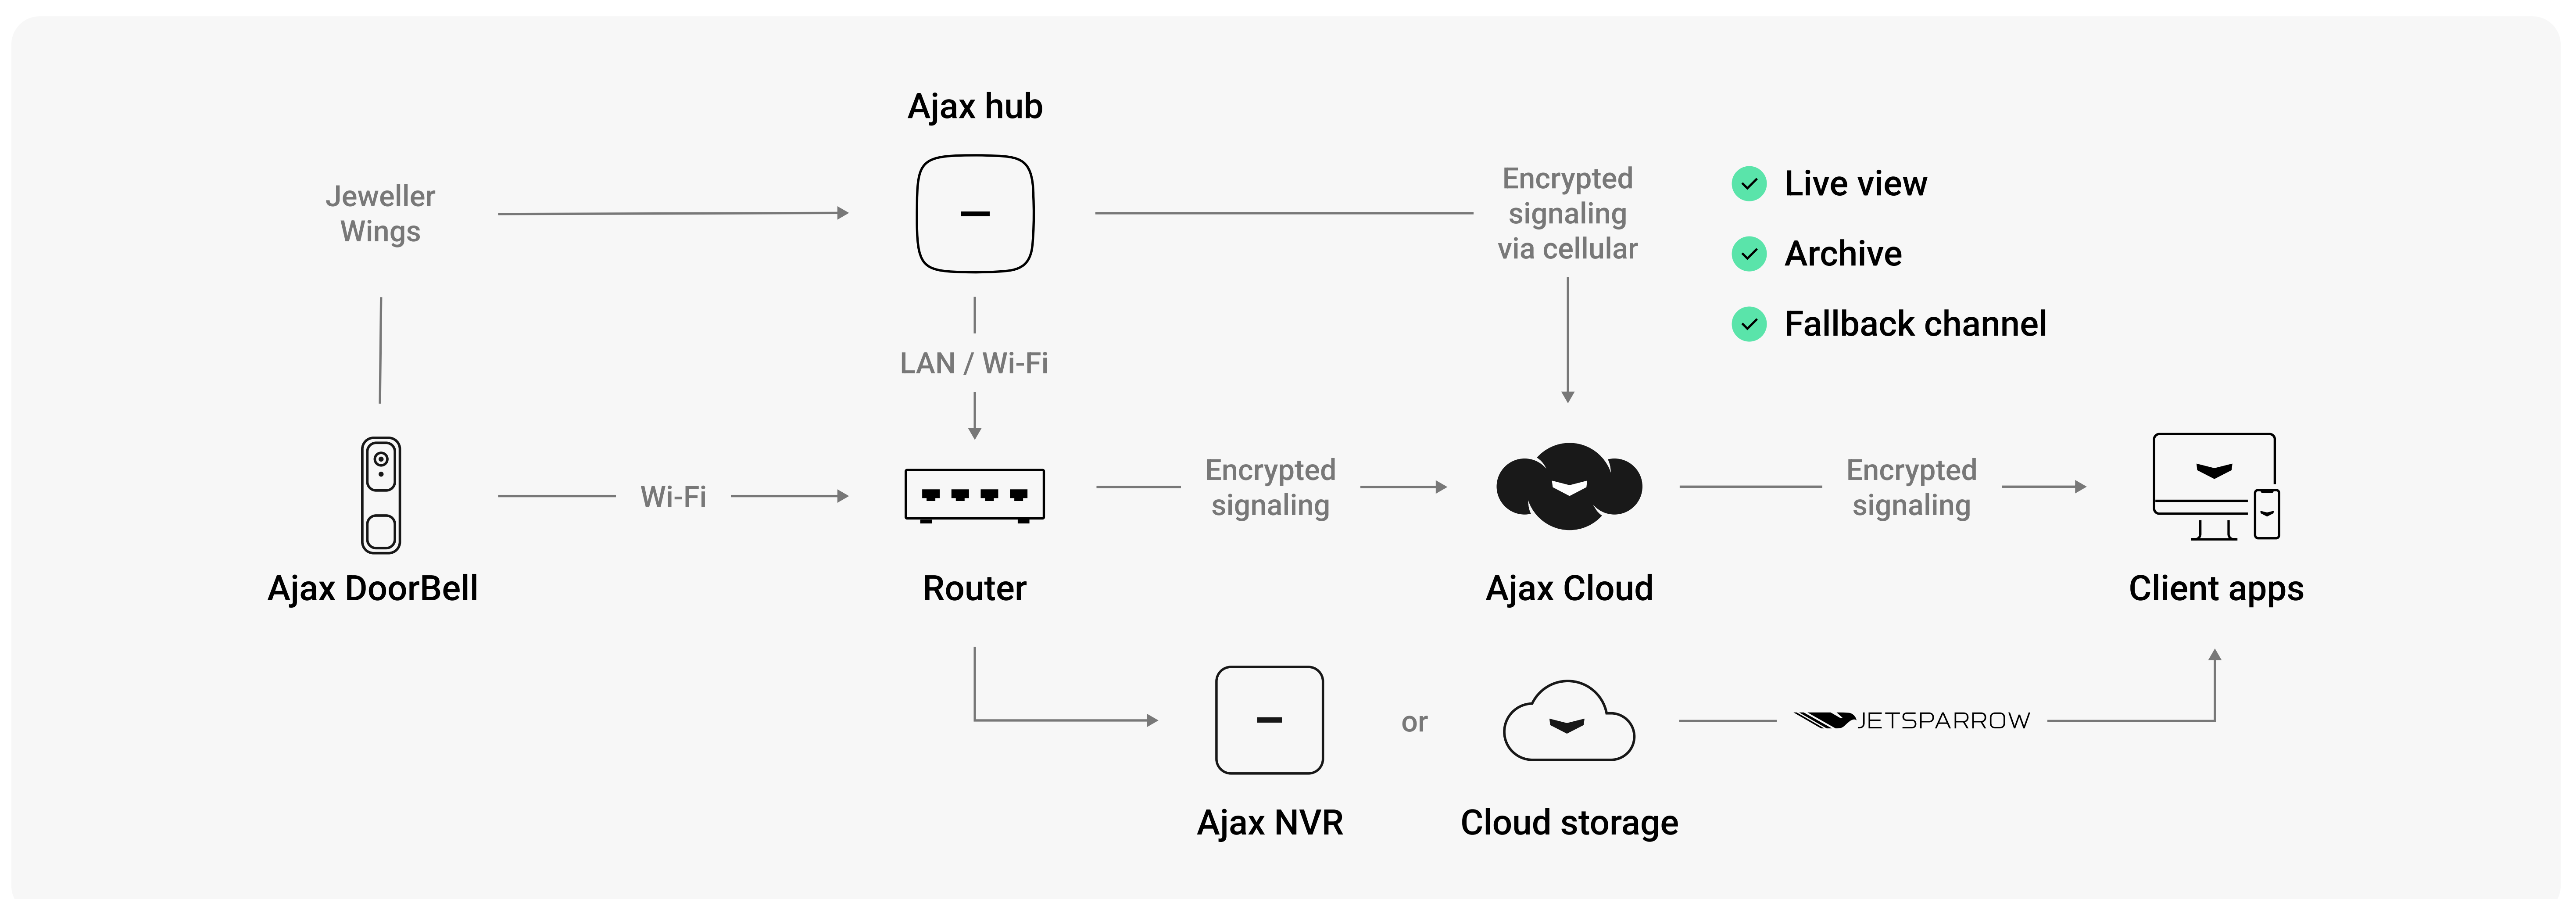 Ajax hub
Jeweller
Wings
Encrypted
signaling
via cellular
Live view
Archive
Fallback channel
LAN / Wi-Fi
Wi-Fi
Encrypted
signaling
Encrypted
signaling
Ajax DoorBell
Router
Ajax Cloud
Client apps
or
JETSPARROW
Ajax NVR
Cloud storage